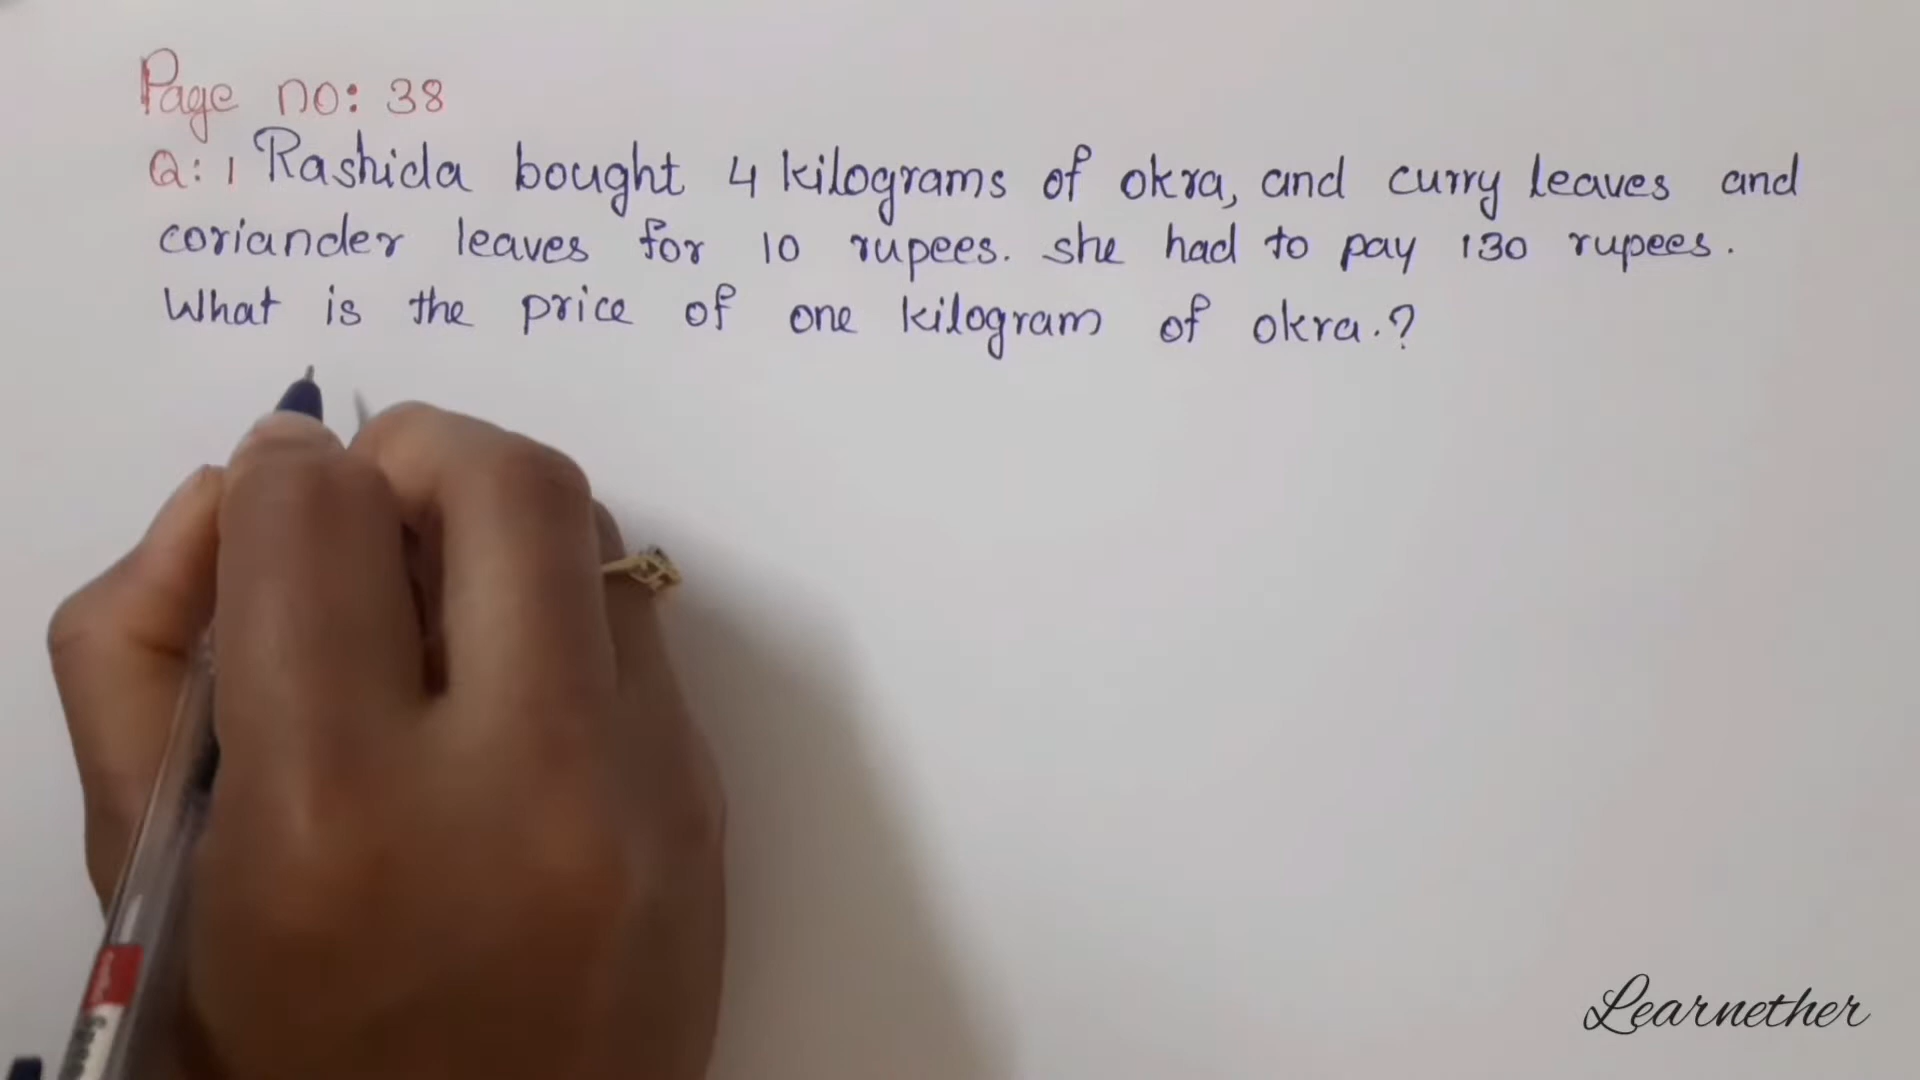 Page no: 38
Q: 1 Rashida bought 4 kilograms of okra, and curry leaves and
coriander leaves for 10 rupees. she had to pay 130 rupees.
What is the price of one kilogram of okra.?
Learnether